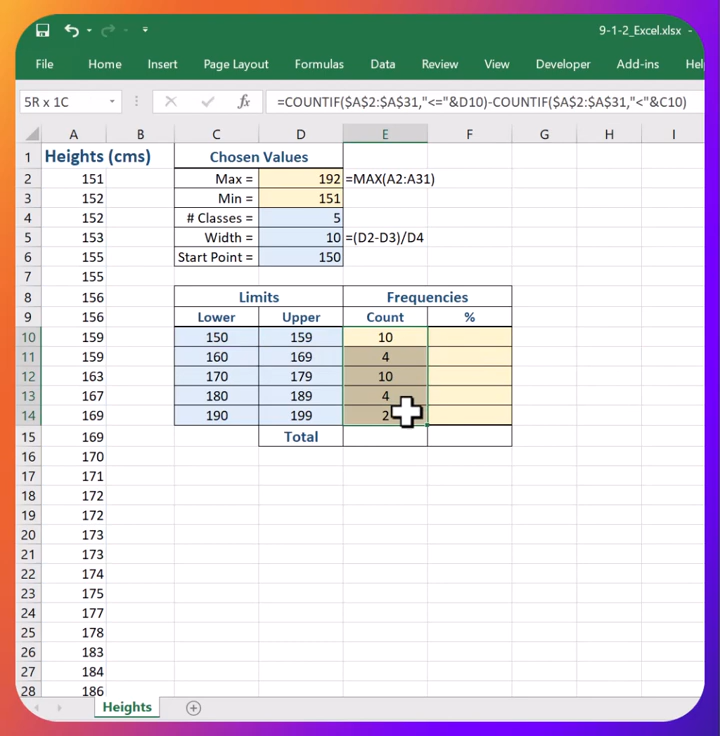 9-1-2_Excel.xlsx -
File Home Insert Page Layout Formulas Data Review View Developer Add-ins Hel
5R x 1C fx =COUNTIF($A$2:$A$31,"<="&D10)-COUNTIF($A$2:$A$31,"<"&C10)
A B C D E F G H I
1 Heights (cms) Chosen Values
2 151 Max = 192 =MAX(A2:A31)
3 152 Min = 151
4 152 # Classes = 5
5 153 Width = 10 =(D2-D3)/D4
6 155 Start Point = 150
7 155
8 156 Limits Frequencies
9 156 Lower Upper Count %
10 159 150 159 10
11 159 160 169 4
12 163 170 179 10
13 167 180 189 4
14 169 190 199 2
15 169 Total
16 170
17 171
18 172
19 172
20 173
21 173
22 174
23 175
24 177
25 178
26 183
27 184
28 186
Heights